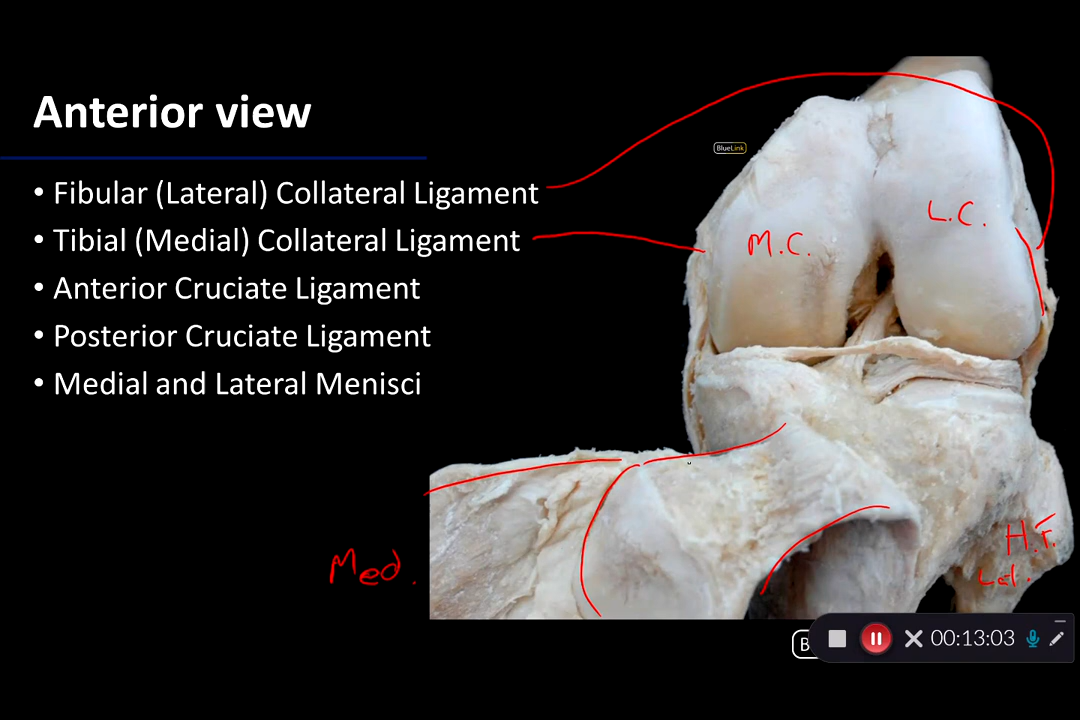 Anterior view
• Fibular (Lateral) Collateral Ligament
• Tibial (Medial) Collateral Ligament
• Anterior Cruciate Ligament
• Posterior Cruciate Ligament
• Medial and Lateral Menisci
BlueLink
M.C.
L.C.
Med.
H.F.
Lat.
B
00:13:03